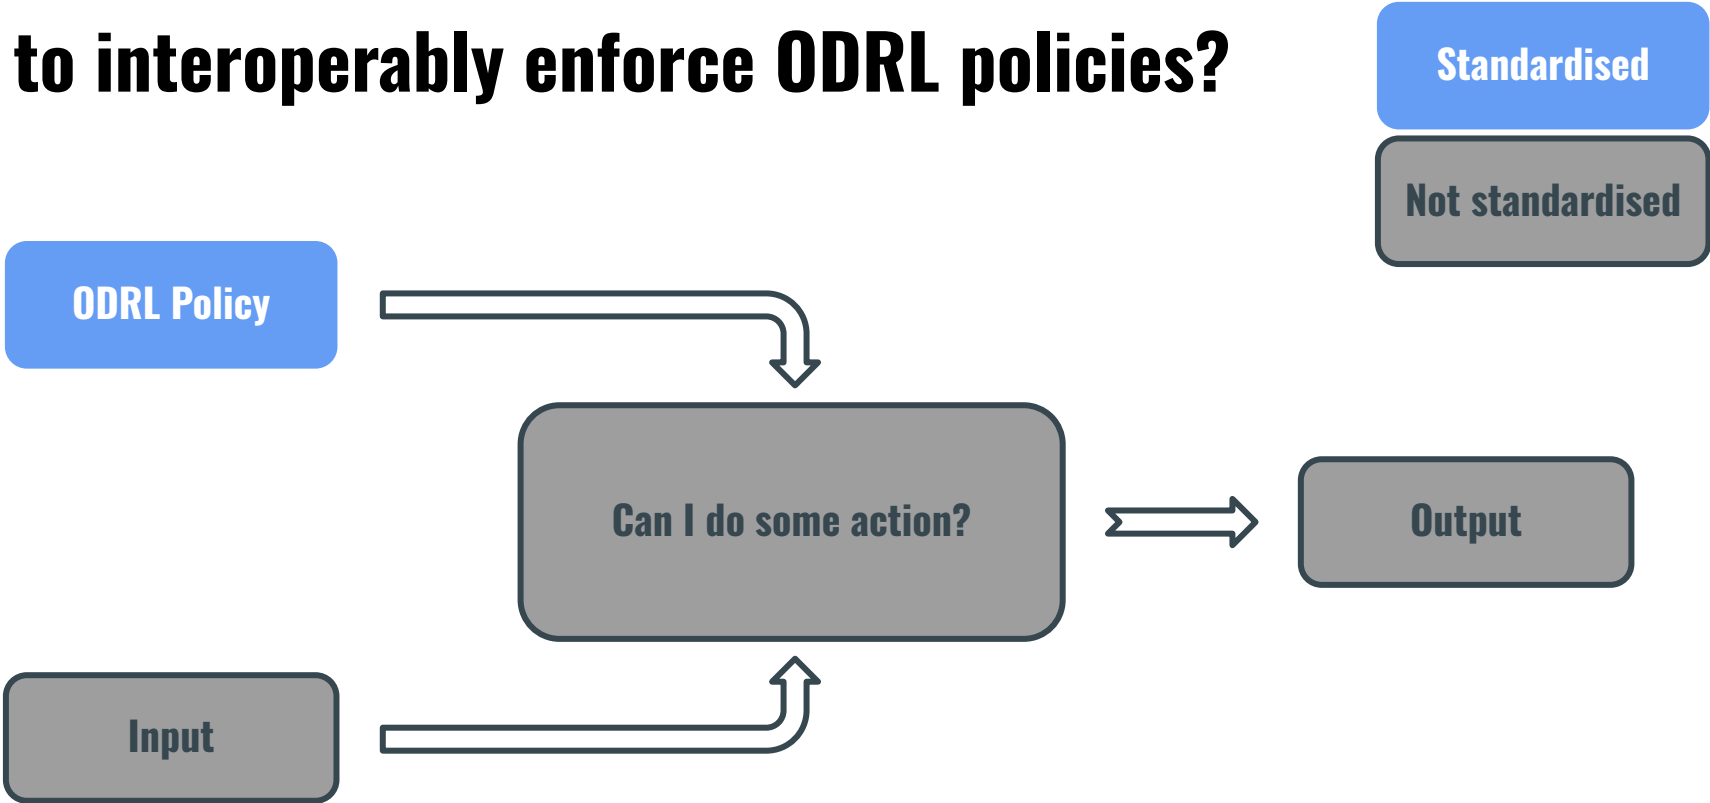 to interoperably enforce ODRL policies?
Standardised
Not standardised
ODRL Policy
Can I do some action?
Output
Input